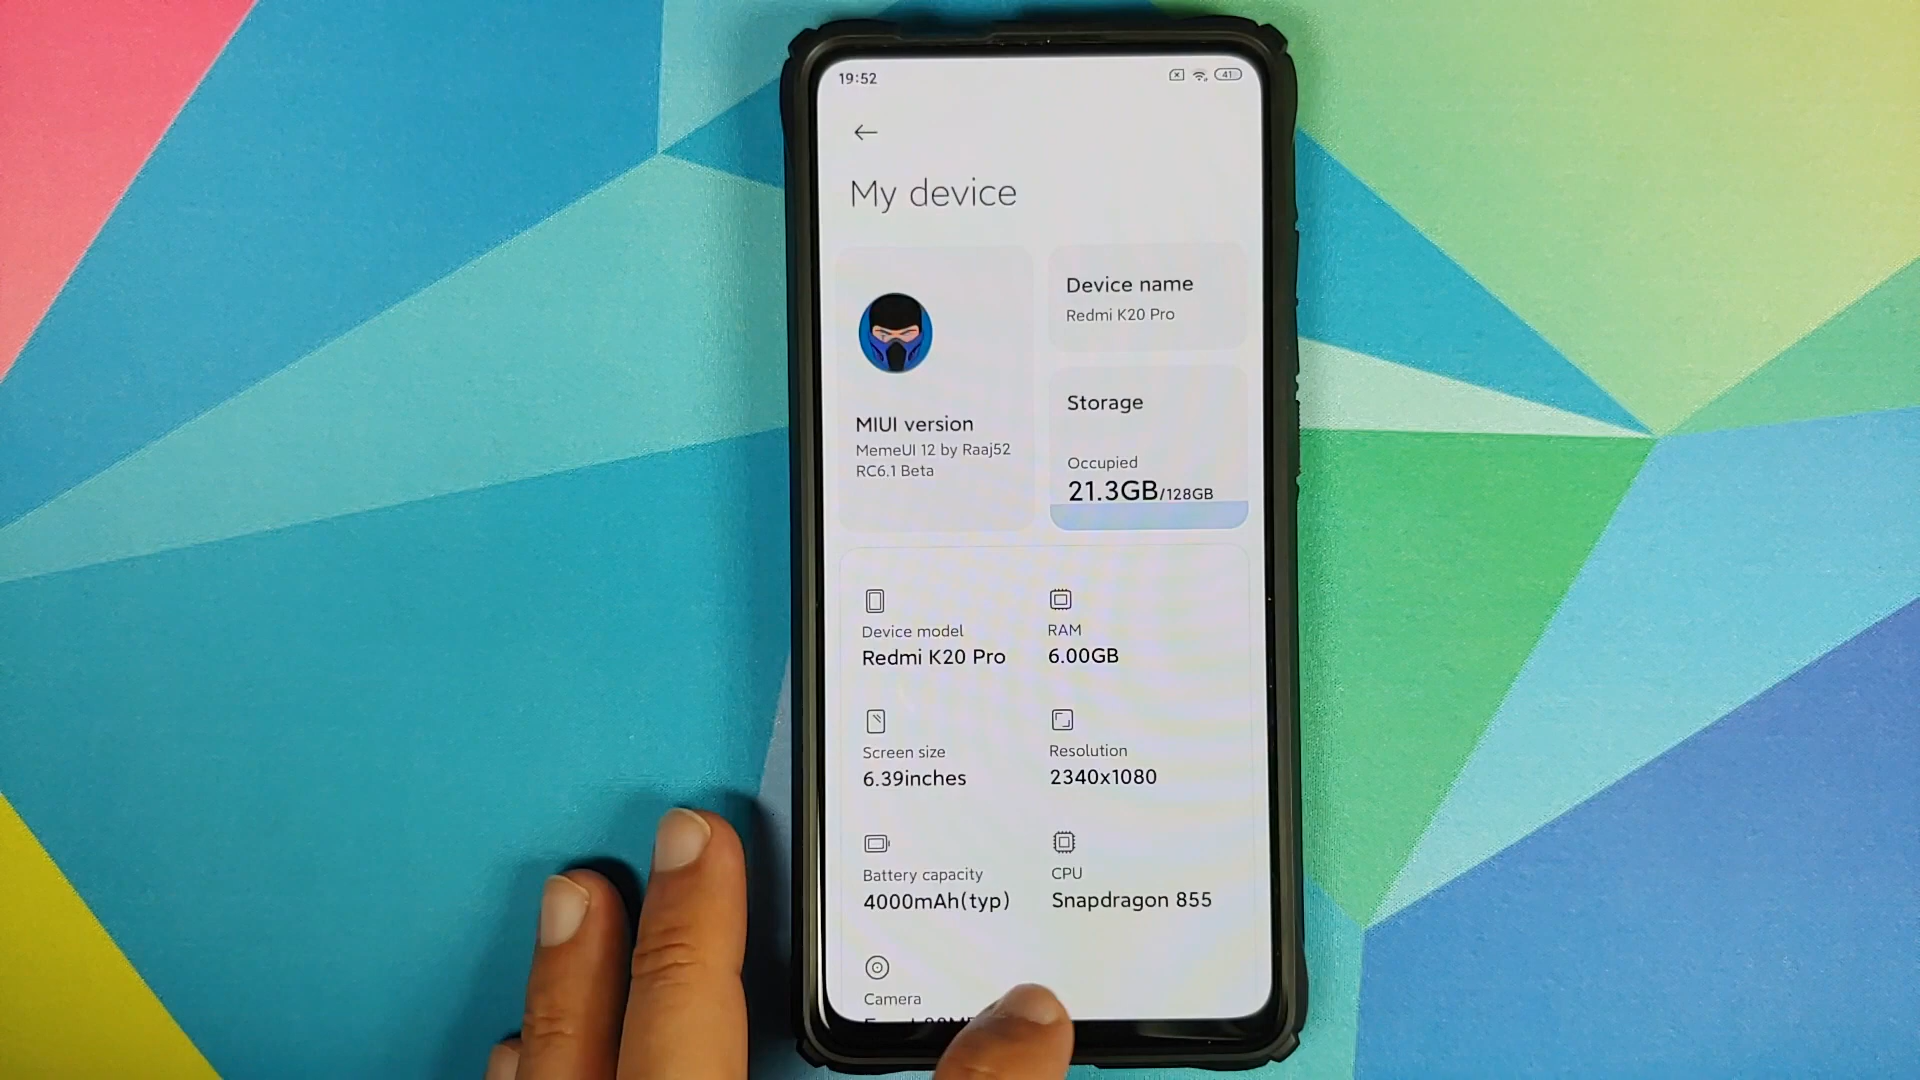 19:52
41
My device
MIUI version
MemeUI 12 by Raaj52
RC6.1 Beta
Device name
Redmi K20 Pro
Storage
Occupied
21.3GB/128GB
Device model
Redmi K20 Pro
RAM
6.00GB
Screen size
6.39inches
Resolution
2340x1080
Battery capacity
4000mAh(typ)
CPU
Snapdragon 855
Camera